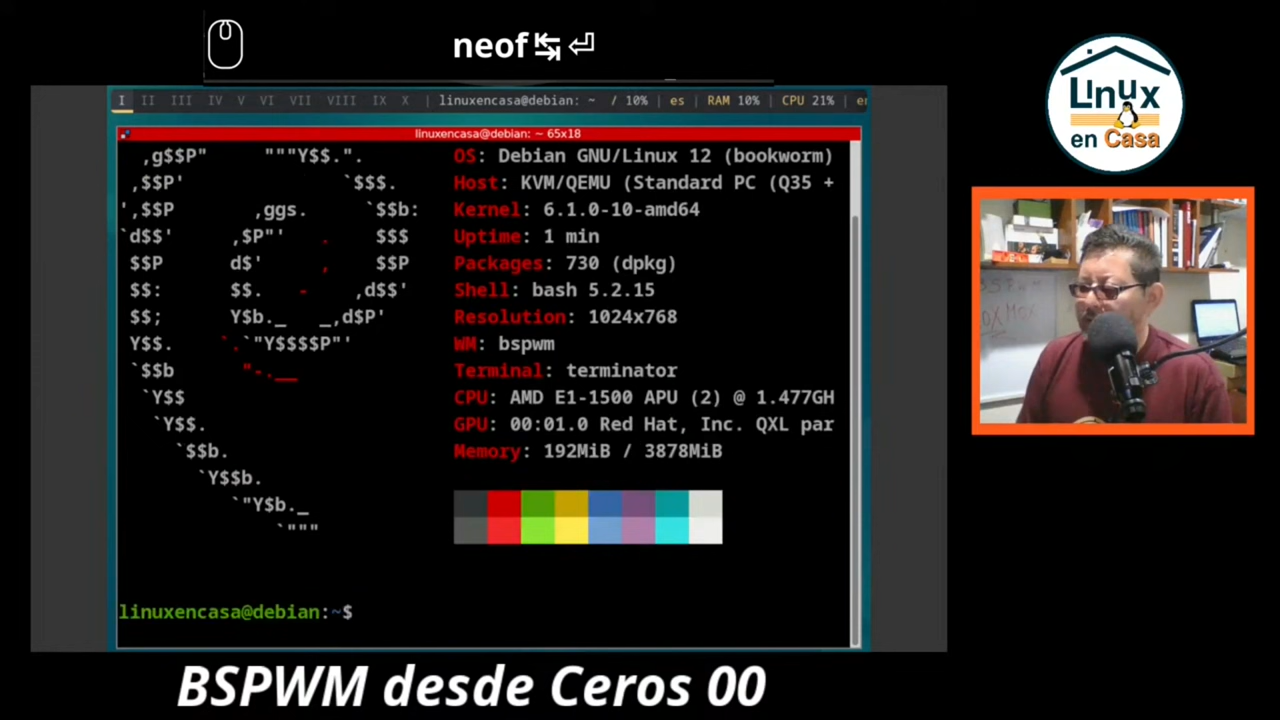 neof↹⏎
Linux
en Casa
I II III IV V VI VII VIII IX X | linuxencasa@debian: ~ / 10% | es | RAM 10% | CPU 21% | en
linuxencasa@debian: ~ 65x18
,g$$P"      """Y$$.".   OS: Debian GNU/Linux 12 (bookworm)
,$$P'               `$$$.   Host: KVM/QEMU (Standard PC (Q35 +
',$$P        ,ggs.     `$$b:   Kernel: 6.1.0-10-amd64
`d$$'     ,$P"'   .    $$$   Uptime: 1 min
$$P      d$'     ,    $$P   Packages: 730 (dpkg)
$$:      $$.   -    ,d$$'   Shell: bash 5.2.15
$$;      Y$b._   _,d$P'   Resolution: 1024x768
Y$$.    `.`"Y$$$$P"'   WM: bspwm
`$$b      "-.__   Terminal: terminator
`Y$$   CPU: AMD E1-1500 APU (2) @ 1.477GH
`Y$$.   GPU: 00:01.0 Red Hat, Inc. QXL par
`$$b.   Memory: 192MiB / 3878MiB
`Y$$b.
`"Y$b._
`"""
linuxencasa@debian:~$
BSPWM desde Ceros 00